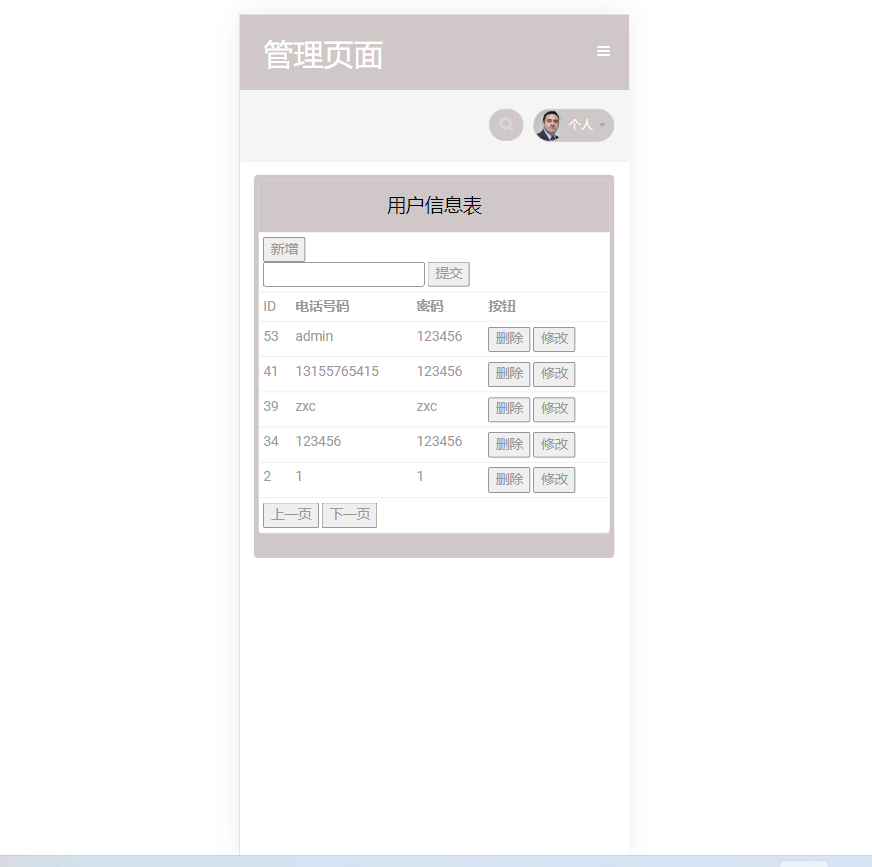 管理页面
个人
用户信息表
新增
提交
ID 电话号码 密码 按钮
53 admin 123456 删除 修改
41 13155765415 123456 删除 修改
39 zxc zxc 删除 修改
34 123456 123456 删除 修改
2 1 1 删除 修改
上一页 下一页